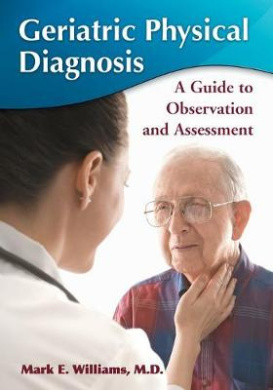 Geriatric Physical
Diagnosis
A Guide to
Observation
and Assessment
Mark E. Williams, M.D.